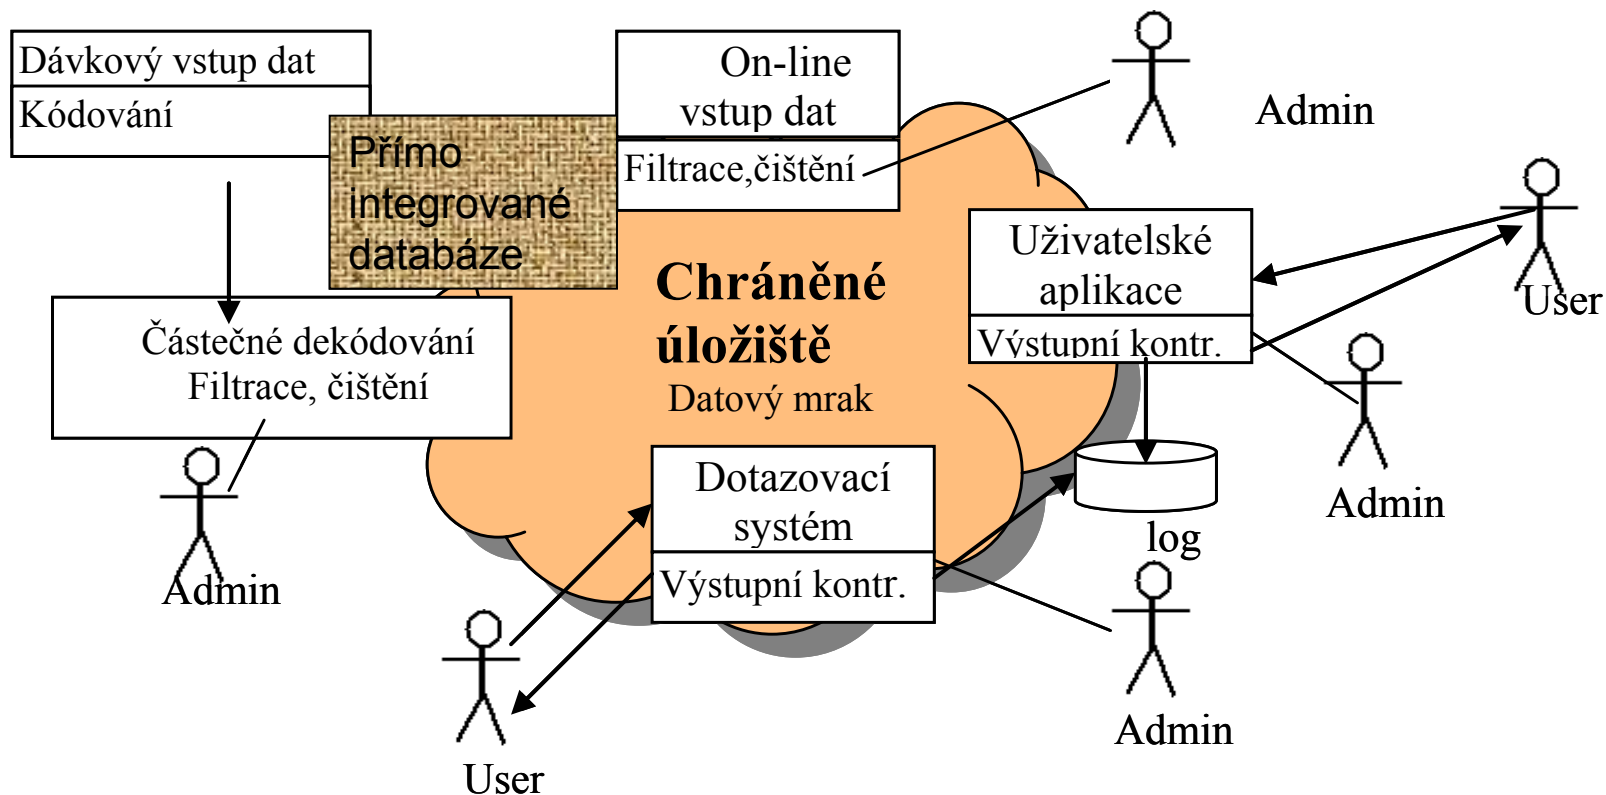 Dávkový vstup dat
Kódování
On-line
vstup dat
Filtrace,čištění
Admin
Přímo
integrované
databáze
Uživatelské
aplikace
Výstupní kontr.
User
Chráněné
úložiště
Datový mrak
Částečné dekódování
Filtrace, čištění
Admin
Dotazovací
systém
Výstupní kontr.
log
Admin
Admin
User